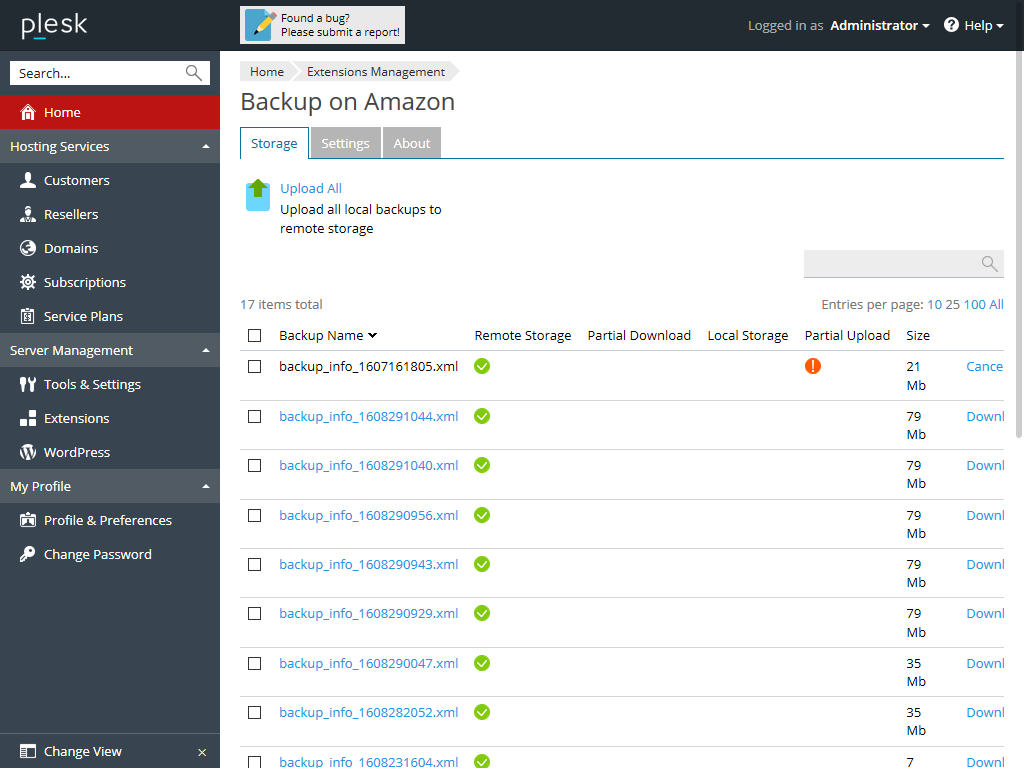 plesk
Found a bug?
Please submit a report!
Logged in as Administrator
Help
Search...
Home
Hosting Services
Customers
Resellers
Domains
Subscriptions
Service Plans
Server Management
Tools & Settings
Extensions
WordPress
My Profile
Profile & Preferences
Change Password
Change View
Home Extensions Management
Backup on Amazon
Storage Settings About
Upload All
Upload all local backups to
remote storage
17 items total Entries per page: 10 25 100 All
Backup Name Remote Storage Partial Download Local Storage Partial Upload Size
backup_info_1607161805.xml 21 Mb Cance
backup_info_1608291044.xml 79 Mb Downl
backup_info_1608291040.xml 79 Mb Downl
backup_info_1608290956.xml 79 Mb Downl
backup_info_1608290943.xml 79 Mb Downl
backup_info_1608290929.xml 79 Mb Downl
backup_info_1608290047.xml 35 Mb Downl
backup_info_1608282052.xml 35 Mb Downl
backup_info_1608231604.xml 7 Downl